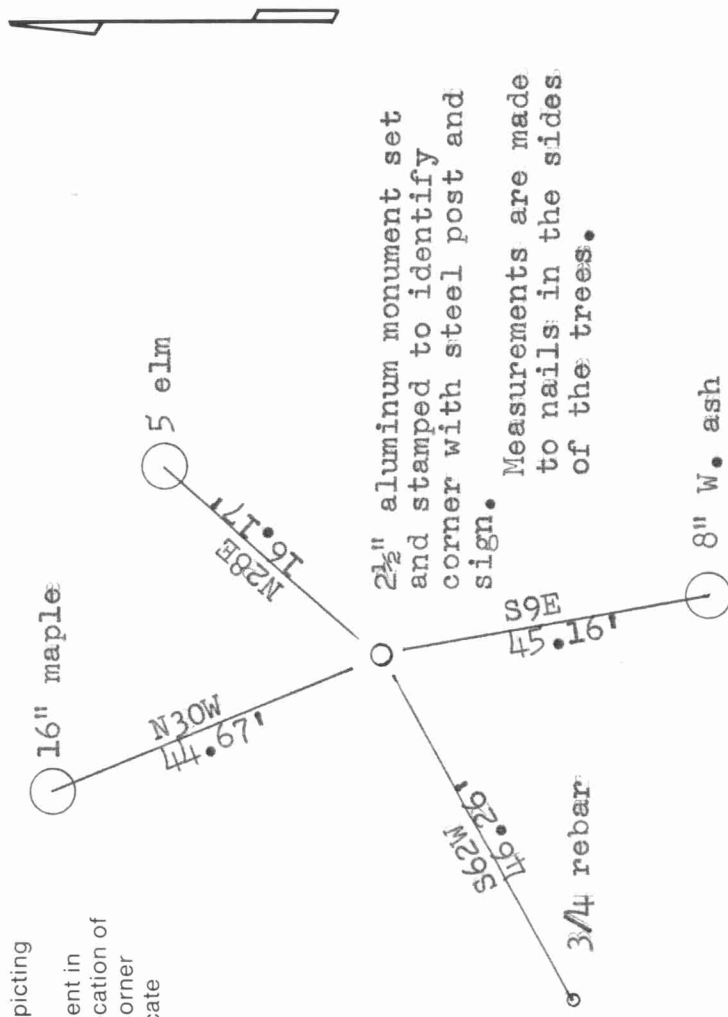 picting
ent in
cation of
orner
cate
16" maple
5 elm
N30W
44.67'
N28E
16.17'
2½" aluminum monument set
and stamped to identify
corner with steel post and
sign.
Measurements are made
to nails in the sides
of the trees.
S62W
46.26'
S9E
45.16'
3/4 rebar
8" W. ash